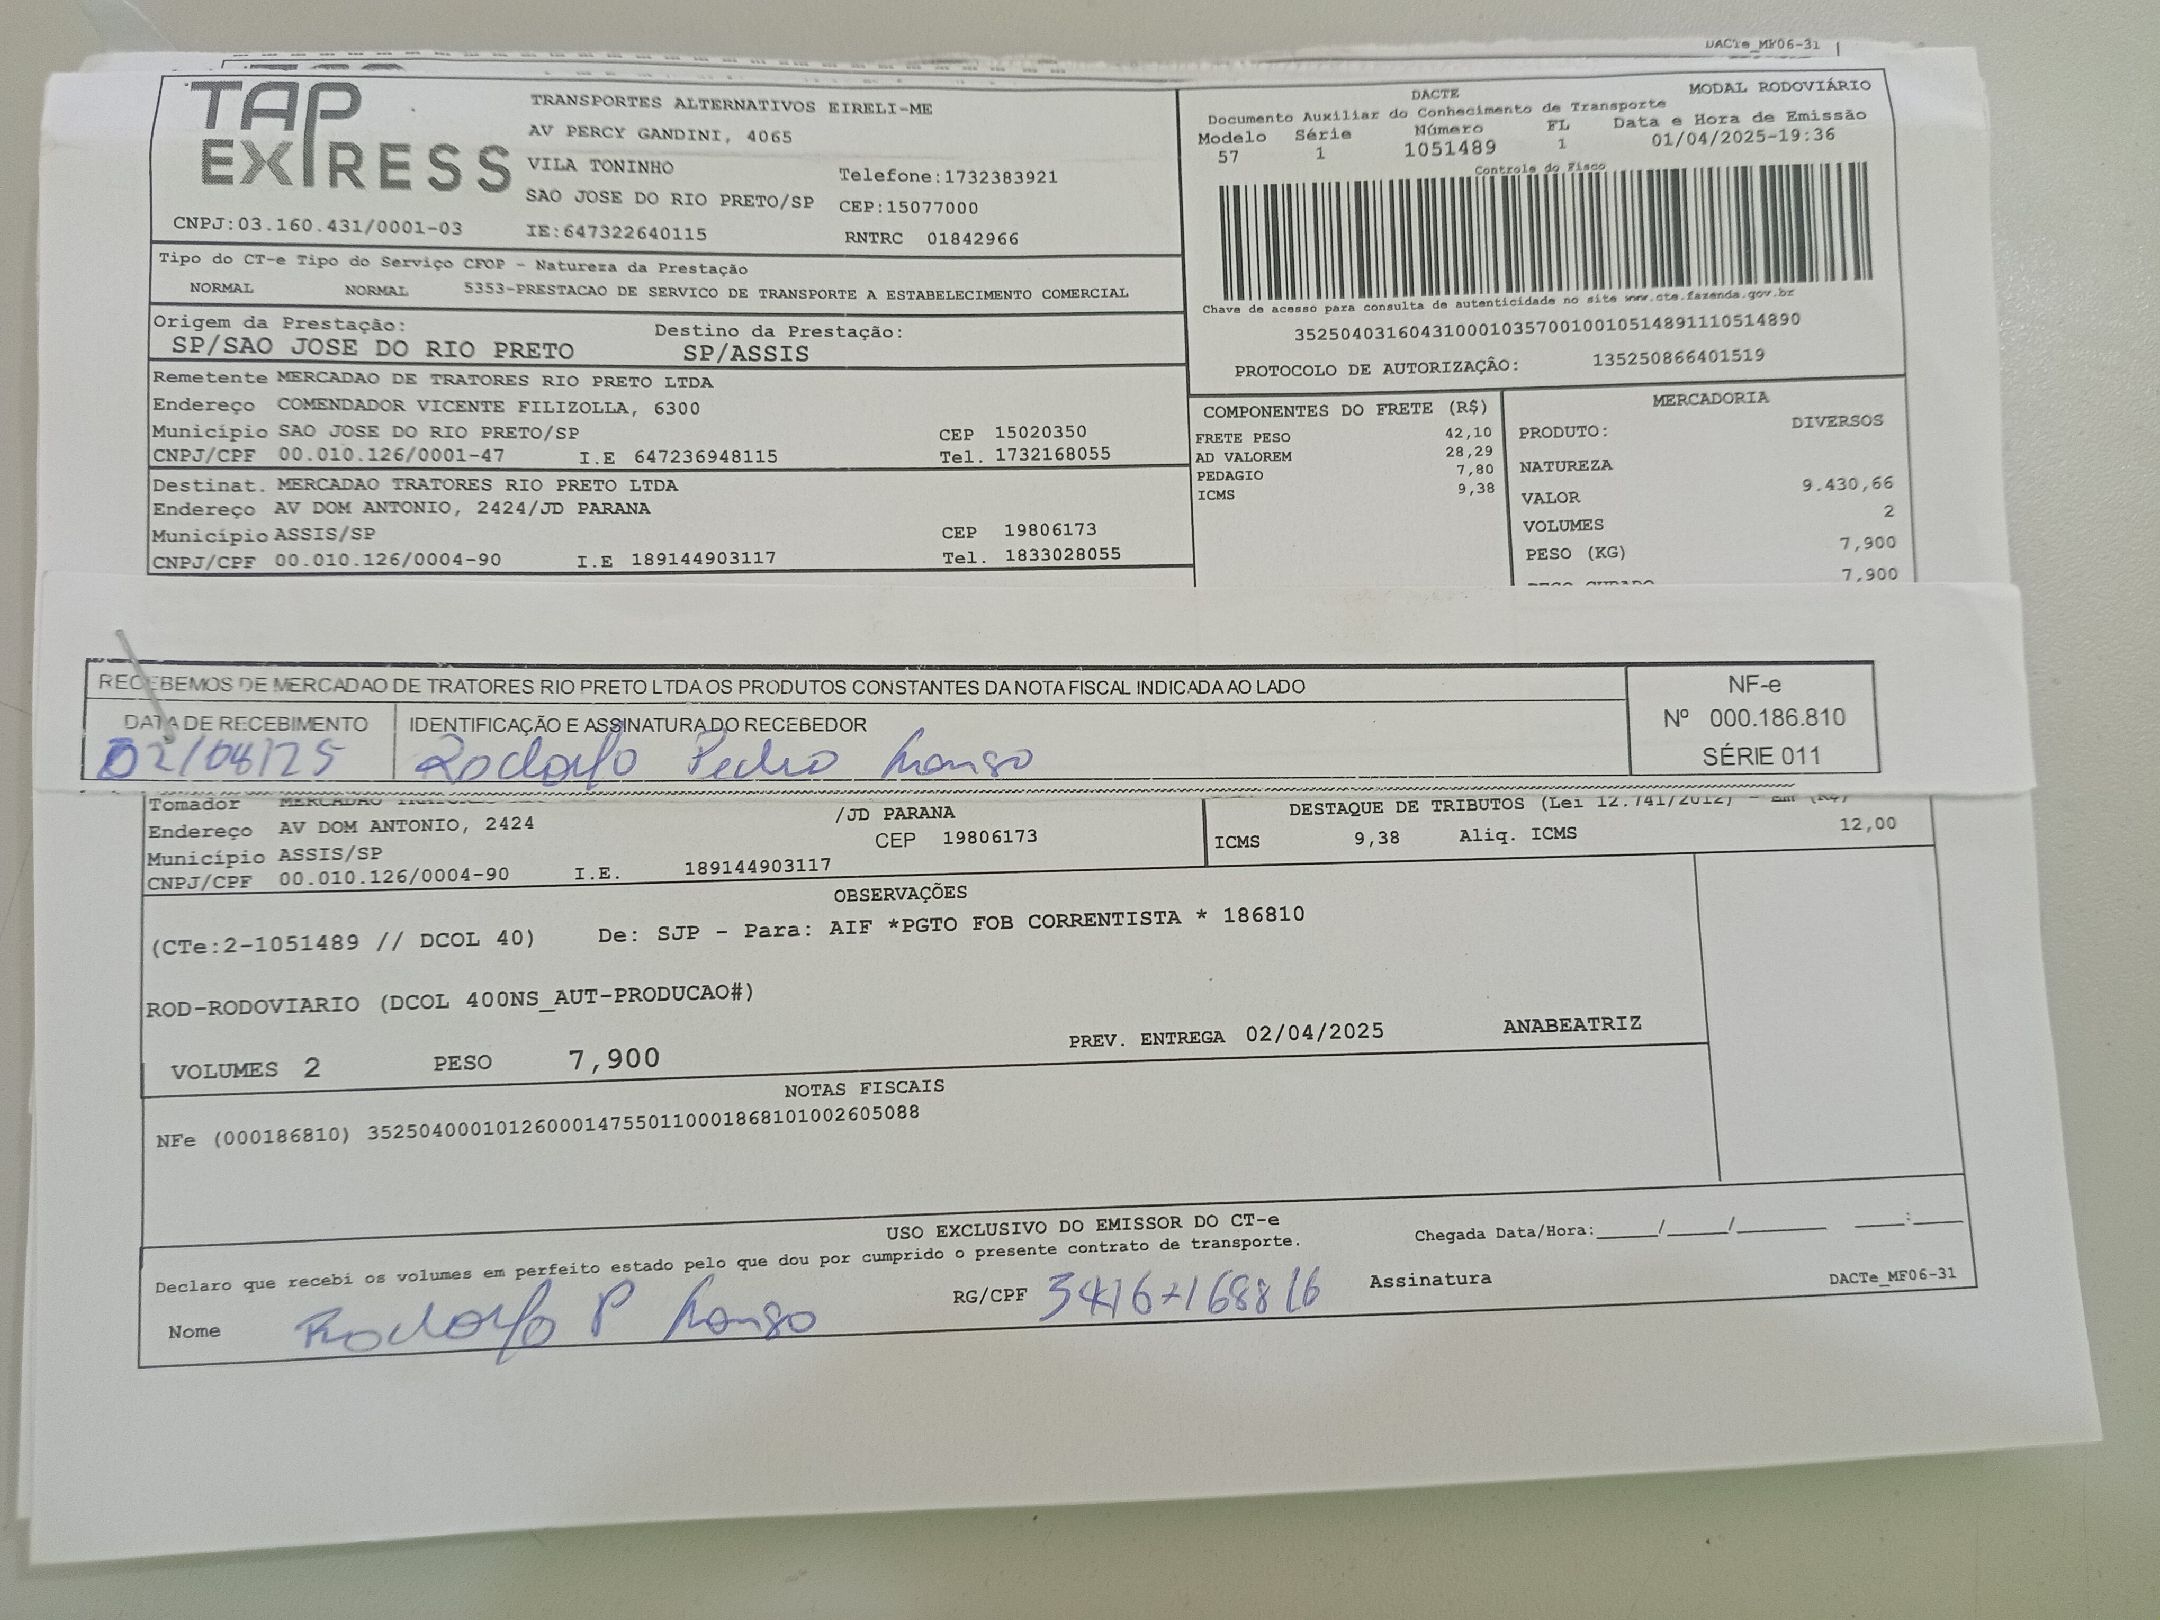 DACTe_MF06-31
TAP EXPRESS
TRANSPORTES ALTERNATIVOS EIRELI-ME
AV PERCY GANDINI, 4065
VILA TONINHO
Telefone:1732383921
SAO JOSE DO RIO PRETO/SP CEP:15077000
CNPJ:03.160.431/0001-03 IE:647322640115 RNTRC 01842966
DACTE MODAL RODOVIÁRIO
Documento Auxiliar do Conhecimento de Transporte
Modelo Série Número FL Data e Hora de Emissão
57 1 1051489 1 01/04/2025-19:36
Controle do Fisco
Chave de acesso para consulta de autenticidade no site www.cte.fazenda.gov.br
35250403160431000103570010010514891110514890
PROTOCOLO DE AUTORIZAÇÃO: 135250866401519
Tipo do CT-e Tipo do Serviço CFOP - Natureza da Prestação
NORMAL NORMAL 5353-PRESTACAO DE SERVICO DE TRANSPORTE A ESTABELECIMENTO COMERCIAL
Origem da Prestação: Destino da Prestação:
SP/SAO JOSE DO RIO PRETO SP/ASSIS
Remetente MERCADAO DE TRATORES RIO PRETO LTDA
Endereço COMENDADOR VICENTE FILIZOLLA, 6300
Município SAO JOSE DO RIO PRETO/SP CEP 15020350
CNPJ/CPF 00.010.126/0001-47 I.E 647236948115 Tel. 1732168055
Destinat. MERCADAO TRATORES RIO PRETO LTDA
Endereço AV DOM ANTONIO, 2424/JD PARANA
Município ASSIS/SP CEP 19806173
CNPJ/CPF 00.010.126/0004-90 I.E 189144903117 Tel. 1833028055
COMPONENTES DO FRETE (R$)
FRETE PESO 42,10
AD VALOREM 28,29
PEDAGIO 7,80
ICMS 9,38
MERCADORIA
PRODUTO: DIVERSOS
NATUREZA
VALOR 9.430,66
VOLUMES 2
PESO (KG) 7,900
7,900
RECEBEMOS DE MERCADAO DE TRATORES RIO PRETO LTDA OS PRODUTOS CONSTANTES DA NOTA FISCAL INDICADA AO LADO
DATA DE RECEBIMENTO IDENTIFICAÇÃO E ASSINATURA DO RECEBEDOR
02/04/25 Rodolfo Pedro
NF-e
Nº 000.186.810
SÉRIE 011
Tomador MERCADAO
Endereço AV DOM ANTONIO, 2424 /JD PARANA
Município ASSIS/SP CEP 19806173
CNPJ/CPF 00.010.126/0004-90 I.E. 189144903117
DESTAQUE DE TRIBUTOS (Lei 12.741/2012) - Em (R$)
ICMS 9,38 Aliq. ICMS 12,00
OBSERVAÇÕES
(CTe:2-1051489 // DCOL 40) De: SJP - Para: AIF *PGTO FOB CORRENTISTA * 186810
ROD-RODOVIARIO (DCOL 400NS_AUT-PRODUCAO#)
PREV. ENTREGA 02/04/2025 ANABEATRIZ
VOLUMES 2 PESO 7,900
NOTAS FISCAIS
NFe (000186810) 35250400010126000147550110001868101002605088
USO EXCLUSIVO DO EMISSOR DO CT-e
Declaro que recebi os volumes em perfeito estado pelo que dou por cumprido o presente contrato de transporte.
Chegada Data/Hora:_____/_____/_______ ____:____
Nome Rodolfo P
RG/CPF
Assinatura
DACTe_MF06-31